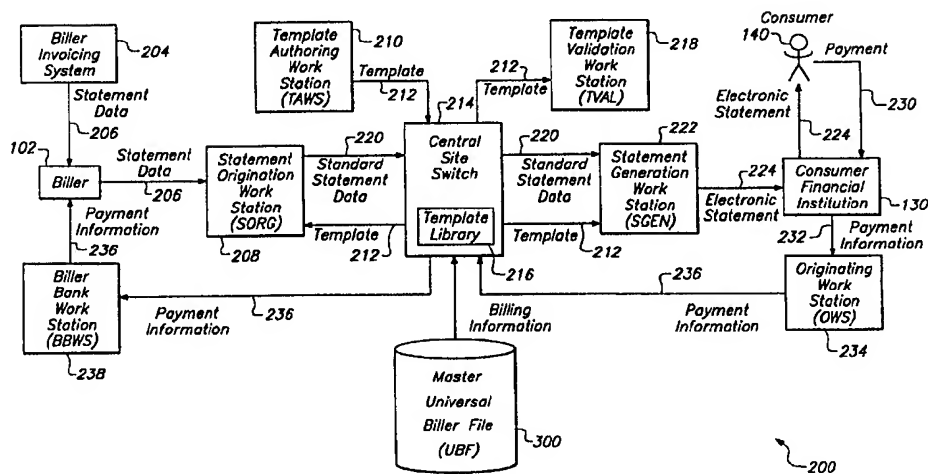 Biller
Invoicing
System
204
Statement
Data
206
102
Biller
Statement
Data
206
Payment
Information
236
Biller
Bank
Work
Station
(BBWS)
238
Template
Authoring
Work
Station
(TAWS)
210
Template
212
Statement
Origination
Work
Station
(SORG)
208
220
Standard
Statement
Data
Template
212
214
Central
Site
Switch
Template
Library
216
212
Template
Template
Validation
Work
Station
(TVAL)
218
220
Standard
Statement
Data
Template
212
222
Statement
Generation
Work
Station
(SGEN)
224
Electronic
Statement
Consumer
140
Payment
230
Electronic
Statement
224
Consumer
Financial
Institution
130
232
Payment
Information
Originating
Work
Station
(OWS)
234
236
Payment
Information
236
Payment
Information
Billing
Information
Master
Universal
Biller File
(UBF)
300
200